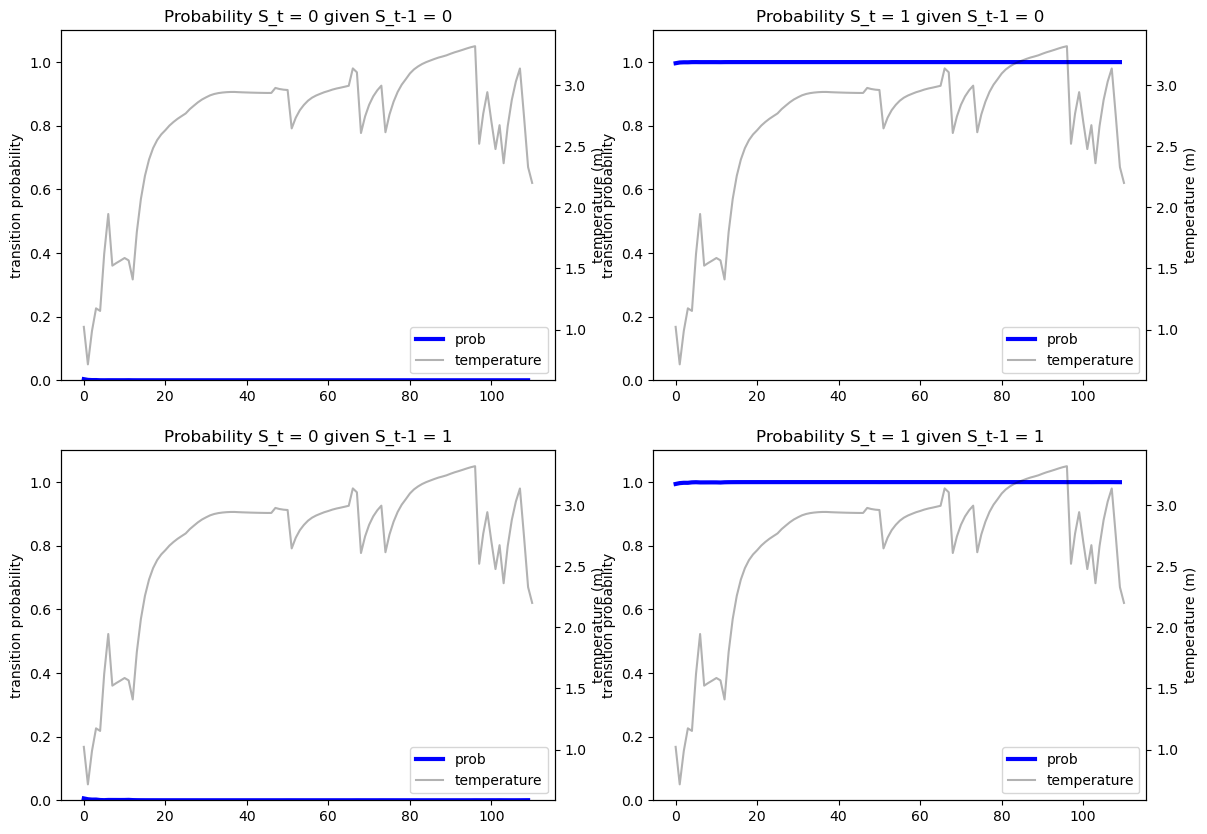 Probability S_t = 0 given S_t-1 = 0
1.0
0.8
0.6
0.4
0.2
0.0
transition probability
3.0
2.5
2.0
1.5
1.0
temperature (m)
prob
temperature
0 20 40 60 80 100
Probability S_t = 1 given S_t-1 = 0
1.0
0.8
0.6
0.4
0.2
0.0
transition probability
3.0
2.5
2.0
1.5
1.0
temperature (m)
prob
temperature
0 20 40 60 80 100
Probability S_t = 0 given S_t-1 = 1
1.0
0.8
0.6
0.4
0.2
0.0
transition probability
3.0
2.5
2.0
1.5
1.0
temperature (m)
prob
temperature
0 20 40 60 80 100
Probability S_t = 1 given S_t-1 = 1
1.0
0.8
0.6
0.4
0.2
0.0
transition probability
3.0
2.5
2.0
1.5
1.0
temperature (m)
prob
temperature
0 20 40 60 80 100